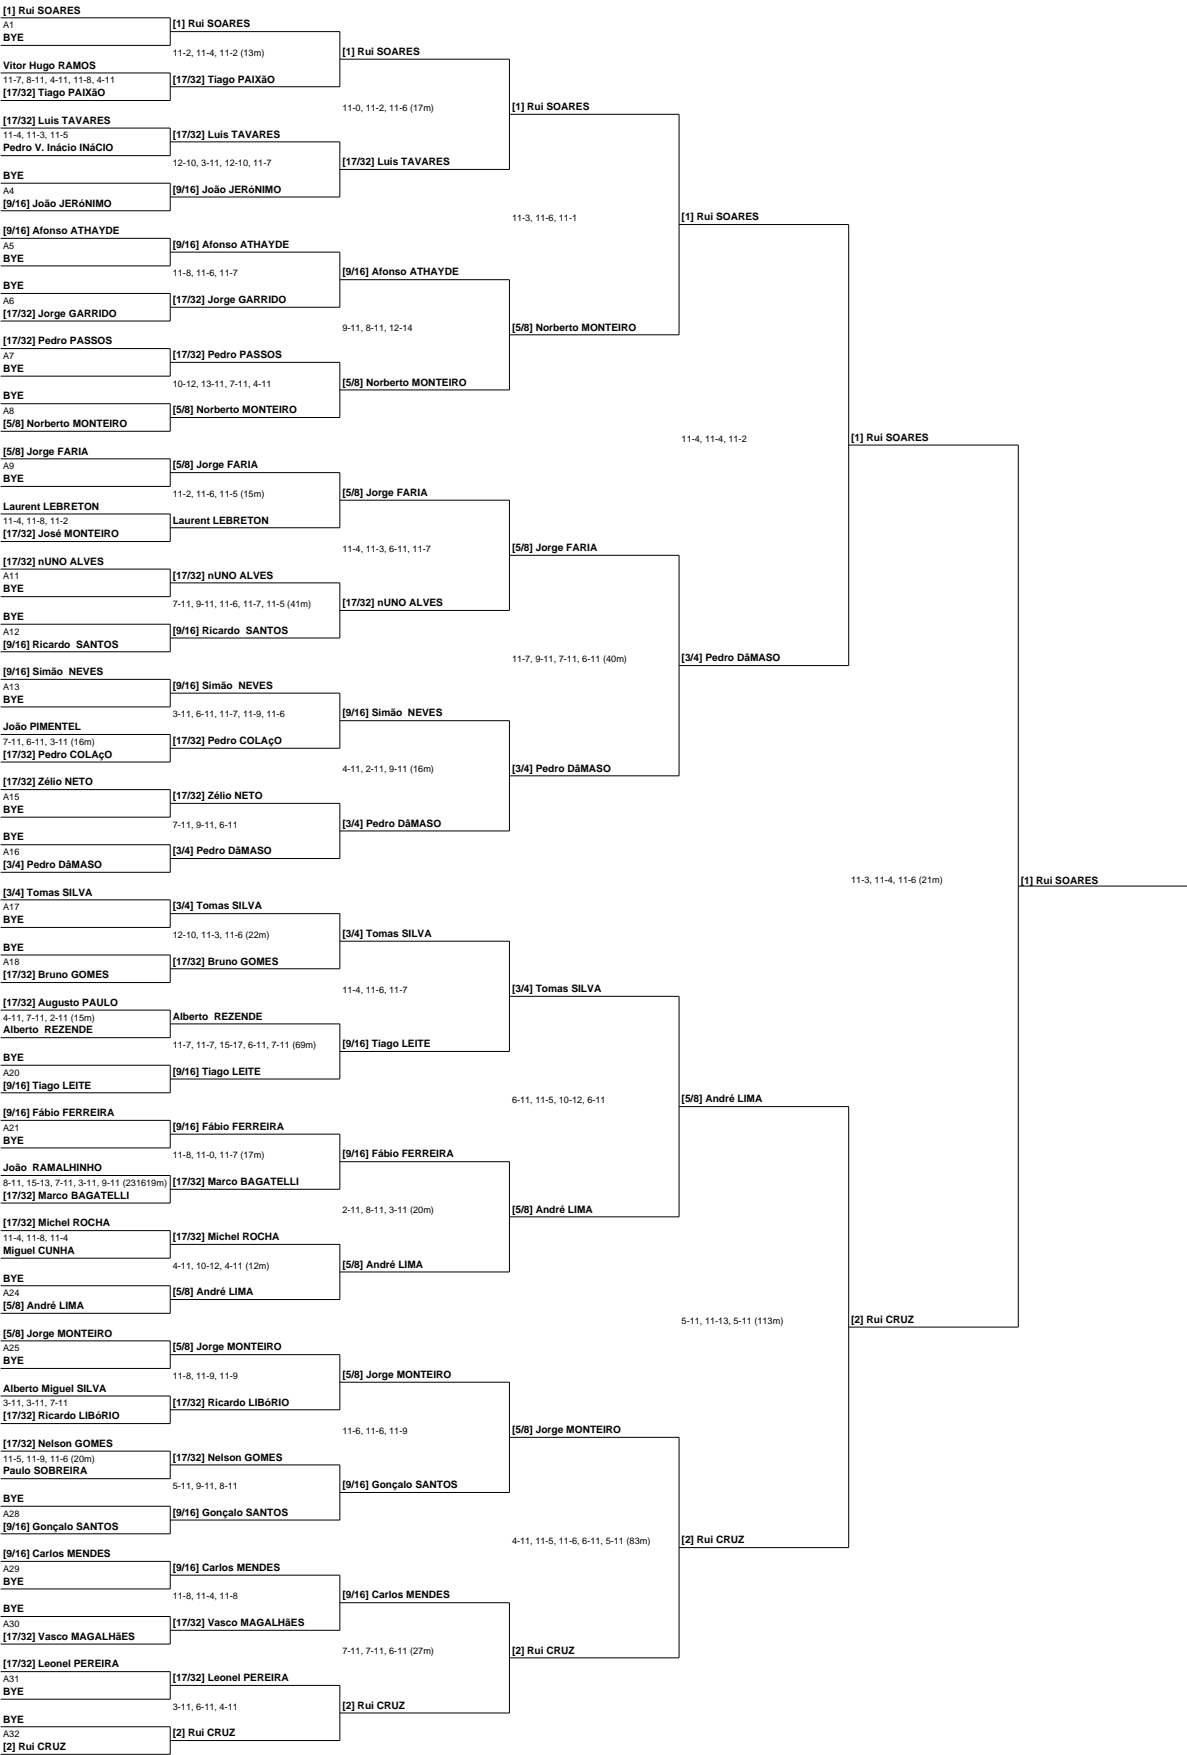 [1] Rui SOARES
A1
BYE
Vitor Hugo RAMOS
11-7, 8-11, 4-11, 11-8, 4-11
[17/32] Tiago PAIXãO
[17/32] Luis TAVARES
11-4, 11-3, 11-5
Pedro V. Inácio INáCIO
BYE
A4
[9/16] João JERóNIMO
[9/16] Afonso ATHAYDE
A5
BYE
BYE
A6
[17/32] Jorge GARRIDO
[17/32] Pedro PASSOS
A7
BYE
BYE
A8
[5/8] Norberto MONTEIRO
[5/8] Jorge FARIA
A9
BYE
Laurent LEBRETON
11-4, 11-8, 11-2
[17/32] José MONTEIRO
[17/32] nUNO ALVES
A11
BYE
BYE
A12
[9/16] Ricardo  SANTOS
[9/16] Simão  NEVES
A13
BYE
João PIMENTEL
7-11, 6-11, 3-11 (16m)
[17/32] Pedro COLAçO
[17/32] Zélio NETO
A15
BYE
BYE
A16
[3/4] Pedro DâMASO
[3/4] Tomas SILVA
A17
BYE
BYE
A18
[17/32] Bruno GOMES
[17/32] Augusto PAULO
4-11, 7-11, 2-11 (15m)
Alberto  REZENDE
BYE
A20
[9/16] Tiago LEITE
[9/16] Fábio FERREIRA
A21
BYE
João  RAMALHINHO
8-11, 15-13, 7-11, 3-11, 9-11 (231619m)
[17/32] Marco BAGATELLI
[17/32] Michel ROCHA
11-4, 11-8, 11-4
Miguel CUNHA
BYE
A24
[5/8] André LIMA
[5/8] Jorge MONTEIRO
A25
BYE
Alberto Miguel SILVA
3-11, 3-11, 7-11
[17/32] Ricardo LIBóRIO
[17/32] Nelson GOMES
11-5, 11-9, 11-6 (20m)
Paulo SOBREIRA
BYE
A28
[9/16] Gonçalo SANTOS
[9/16] Carlos MENDES
A29
BYE
BYE
A30
[17/32] Vasco MAGALHãES
[17/32] Leonel PEREIRA
A31
BYE
BYE
A32
[2] Rui CRUZ
[1] Rui SOARES
11-2, 11-4, 11-2 (13m)
[17/32] Tiago PAIXãO
[17/32] Luis TAVARES
12-10, 3-11, 12-10, 11-7
[9/16] João JERóNIMO
[9/16] Afonso ATHAYDE
11-8, 11-6, 11-7
[17/32] Jorge GARRIDO
[17/32] Pedro PASSOS
10-12, 13-11, 7-11, 4-11
[5/8] Norberto MONTEIRO
[5/8] Jorge FARIA
11-2, 11-6, 11-5 (15m)
Laurent LEBRETON
[17/32] nUNO ALVES
7-11, 9-11, 11-6, 11-7, 11-5 (41m)
[9/16] Ricardo  SANTOS
[9/16] Simão  NEVES
3-11, 6-11, 11-7, 11-9, 11-6
[17/32] Pedro COLAçO
[17/32] Zélio NETO
7-11, 9-11, 6-11
[3/4] Pedro DâMASO
[3/4] Tomas SILVA
12-10, 11-3, 11-6 (22m)
[17/32] Bruno GOMES
Alberto  REZENDE
11-7, 11-7, 15-17, 6-11, 7-11 (69m)
[9/16] Tiago LEITE
[9/16] Fábio FERREIRA
11-8, 11-0, 11-7 (17m)
[17/32] Marco BAGATELLI
[17/32] Michel ROCHA
4-11, 10-12, 4-11 (12m)
[5/8] André LIMA
[5/8] Jorge MONTEIRO
11-8, 11-9, 11-9
[17/32] Ricardo LIBóRIO
[17/32] Nelson GOMES
5-11, 9-11, 8-11
[9/16] Gonçalo SANTOS
[9/16] Carlos MENDES
11-8, 11-4, 11-8
[17/32] Vasco MAGALHãES
[17/32] Leonel PEREIRA
3-11, 6-11, 4-11
[2] Rui CRUZ
[1] Rui SOARES
11-0, 11-2, 11-6 (17m)
[17/32] Luis TAVARES
[9/16] Afonso ATHAYDE
9-11, 8-11, 12-14
[5/8] Norberto MONTEIRO
[5/8] Jorge FARIA
11-4, 11-3, 6-11, 11-7
[17/32] nUNO ALVES
[9/16] Simão  NEVES
4-11, 2-11, 9-11 (16m)
[3/4] Pedro DâMASO
[3/4] Tomas SILVA
11-4, 11-6, 11-7
[9/16] Tiago LEITE
[9/16] Fábio FERREIRA
2-11, 8-11, 3-11 (20m)
[5/8] André LIMA
[5/8] Jorge MONTEIRO
11-6, 11-6, 11-9
[9/16] Gonçalo SANTOS
[9/16] Carlos MENDES
7-11, 7-11, 6-11 (27m)
[2] Rui CRUZ
[1] Rui SOARES
11-3, 11-6, 11-1
[5/8] Norberto MONTEIRO
[5/8] Jorge FARIA
11-7, 9-11, 7-11, 6-11 (40m)
[3/4] Pedro DâMASO
[3/4] Tomas SILVA
6-11, 11-5, 10-12, 6-11
[5/8] André LIMA
[5/8] Jorge MONTEIRO
4-11, 11-5, 11-6, 6-11, 5-11 (83m)
[2] Rui CRUZ
[1] Rui SOARES
11-4, 11-4, 11-2
[3/4] Pedro DâMASO
[5/8] André LIMA
5-11, 11-13, 5-11 (113m)
[2] Rui CRUZ
[1] Rui SOARES
11-3, 11-4, 11-6 (21m)
[2] Rui CRUZ
[1] Rui SOARES